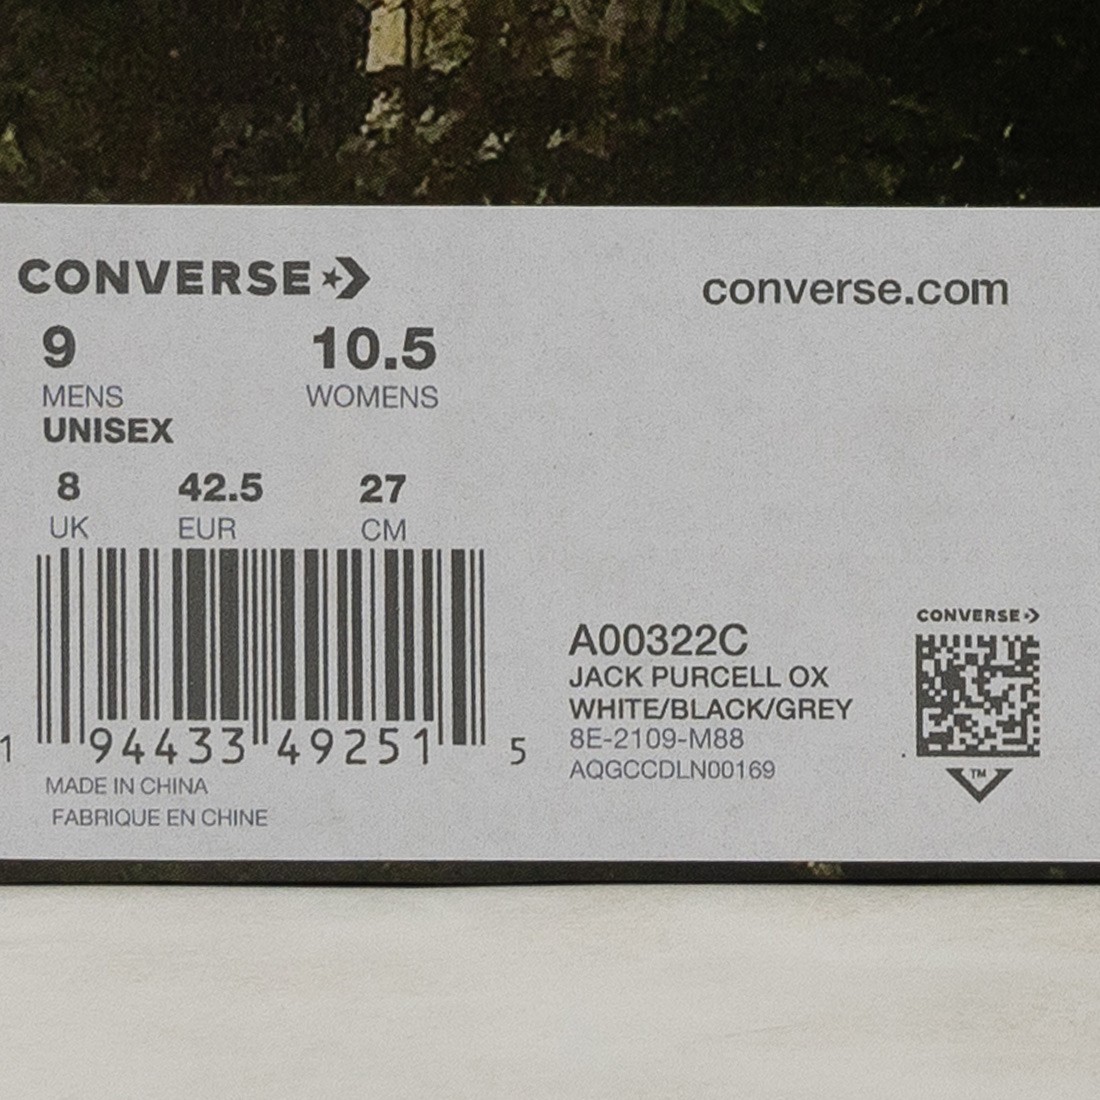 CONVERSE
converse.com
9 10.5
MENS WOMENS
UNISEX
8 42.5 27
UK EUR CM
1 94433 49251 5
MADE IN CHINA
FABRIQUE EN CHINE
A00322C
JACK PURCELL OX
WHITE/BLACK/GREY
8E-2109-M88
AQGCCDLN00169
CONVERSE
TM